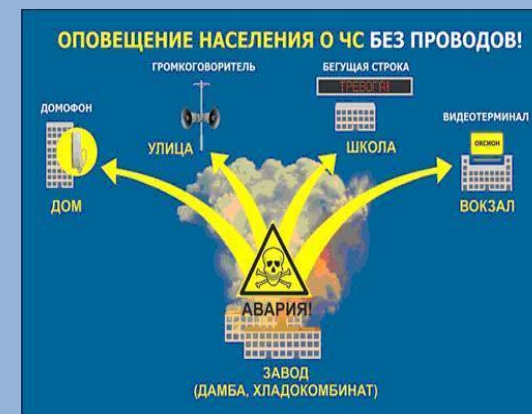 ОПОВЕЩЕНИЕ НАСЕЛЕНИЯ О ЧС БЕЗ ПРОВОДОВ!
ГРОМКОГОВОРИТЕЛЬ
БЕГУЩАЯ СТРОКА
ТРЕВОГА!
ДОМОФОН
ВИДЕОТЕРМИНАЛ
УЛИЦА
ШКОЛА
ОКСИОН
ДОМ
ВОКЗАЛ
АВАРИЯ!
ЗАВОД
(ДАМБА, ХЛАДОКОМБИНАТ)